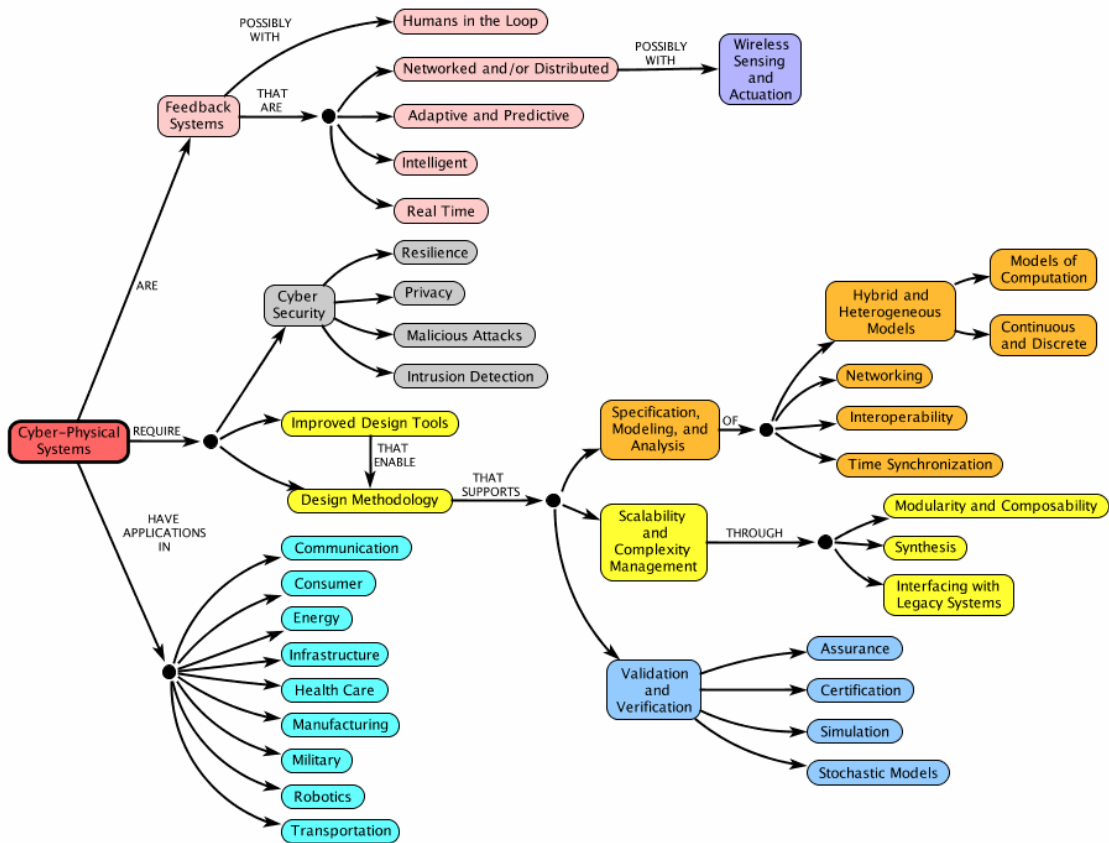 POSSIBLY
WITH
Humans in the Loop
Networked and/or Distributed
POSSIBLY
WITH
Wireless
Sensing
and
Actuation
Feedback
Systems
THAT
ARE
Adaptive and Predictive
Intelligent
Real Time
ARE
Cyber
Security
Resilience
Privacy
Malicious Attacks
Intrusion Detection
Cyber-Physical
Systems
REQUIRE
Improved Design Tools
THAT
ENABLE
Design Methodology
THAT
SUPPORTS
Specification,
Modeling, and
Analysis
OF
Hybrid and
Heterogeneous
Models
Models of
Computation
Continuous
and Discrete
Networking
Interoperability
Time Synchronization
Scalability
and
Complexity
Management
THROUGH
Modularity and Composability
Synthesis
Interfacing with
Legacy Systems
Validation
and
Verification
Assurance
Certification
Simulation
Stochastic Models
HAVE
APPLICATIONS
IN
Communication
Consumer
Energy
Infrastructure
Health Care
Manufacturing
Military
Robotics
Transportation